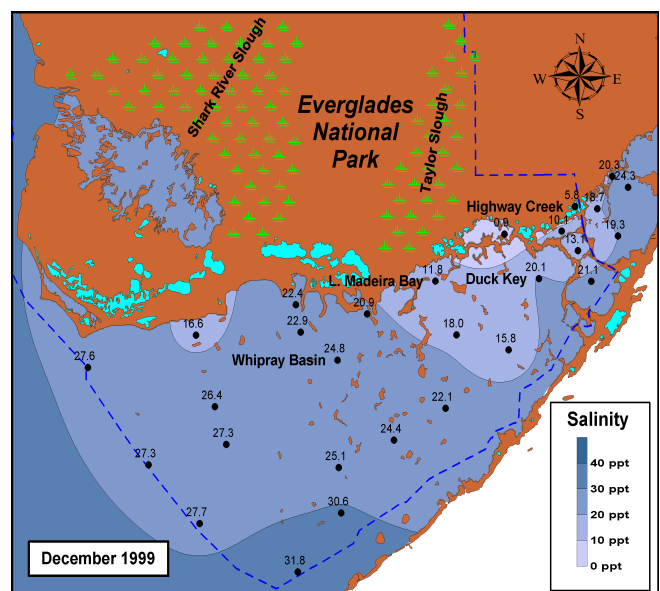 Shark River Slough
Everglades
National
Park
Taylor Slough
N
W
E
S
20.3
24.3
Highway Creek
5.8
18.7
0.9
10.1
19.3
13.1
L. Madeira Bay
11.8
Duck Key
20.1
21.1
22.4
20.9
16.6
22.9
18.0
15.8
Whipray Basin
24.8
27.6
26.4
22.1
27.3
24.4
27.3
25.1
30.6
27.7
31.8
Salinity
40 ppt
30 ppt
20 ppt
10 ppt
0 ppt
December 1999